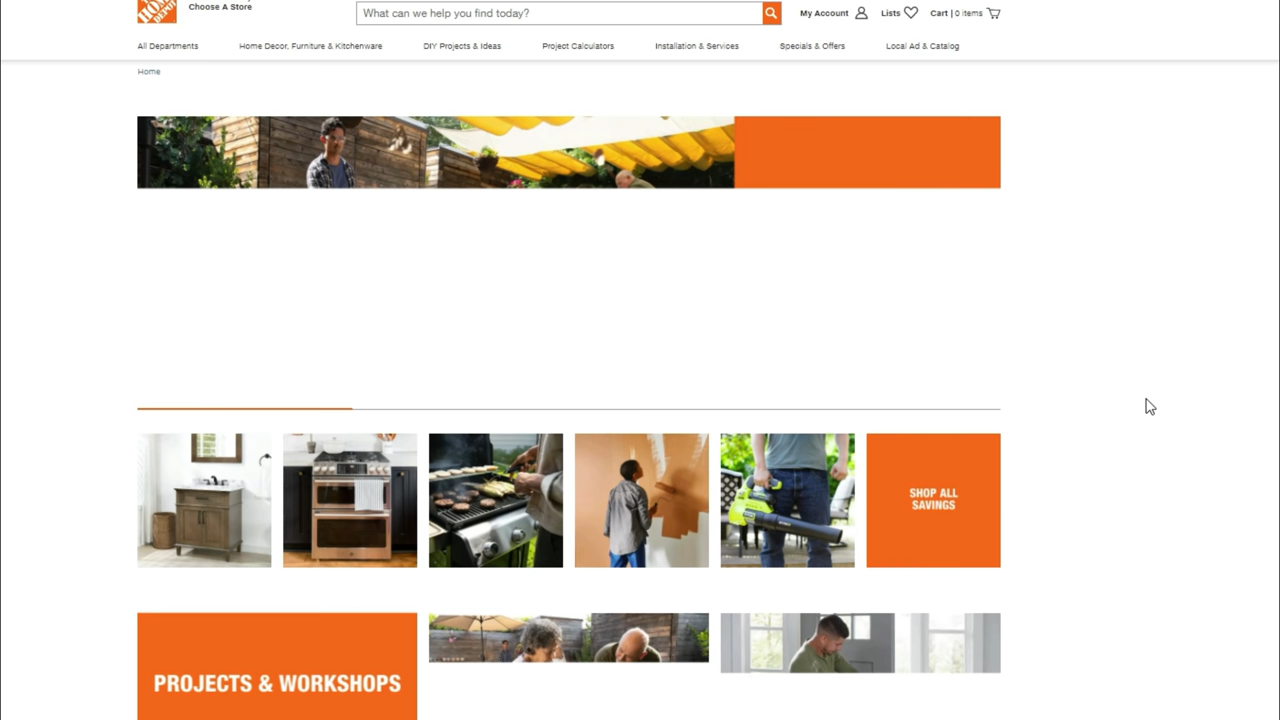 Choose A Store
What can we help you find today?
My Account
Lists
Cart | 0 items
All Departments
Home Decor, Furniture & Kitchenware
DIY Projects & Ideas
Project Calculators
Installation & Services
Specials & Offers
Local Ad & Catalog
Home
SHOP ALL
SAVINGS
PROJECTS & WORKSHOPS